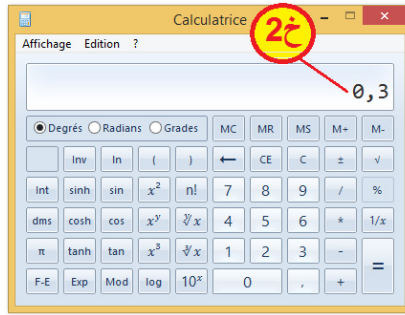 Calculatrice
خ2
Affichage Edition ?
0,3
Degrés Radians Grades MC MR MS M+ M-
Inv ln ( ) ← CE C ± √
Int sinh sin x² n! 7 8 9 / %
dms cosh cos xʸ ʸ√x 4 5 6 * 1/x
π tanh tan x³ ³√x 1 2 3 - =
F-E Exp Mod log 10ˣ 0 , +